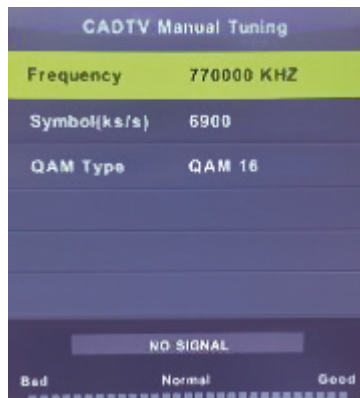 CADTV Manual Tuning
Frequency 770000 KHZ
Symbol(ks/s) 6900
QAM Type QAM 16
NO SIGNAL
Bad Normal Good